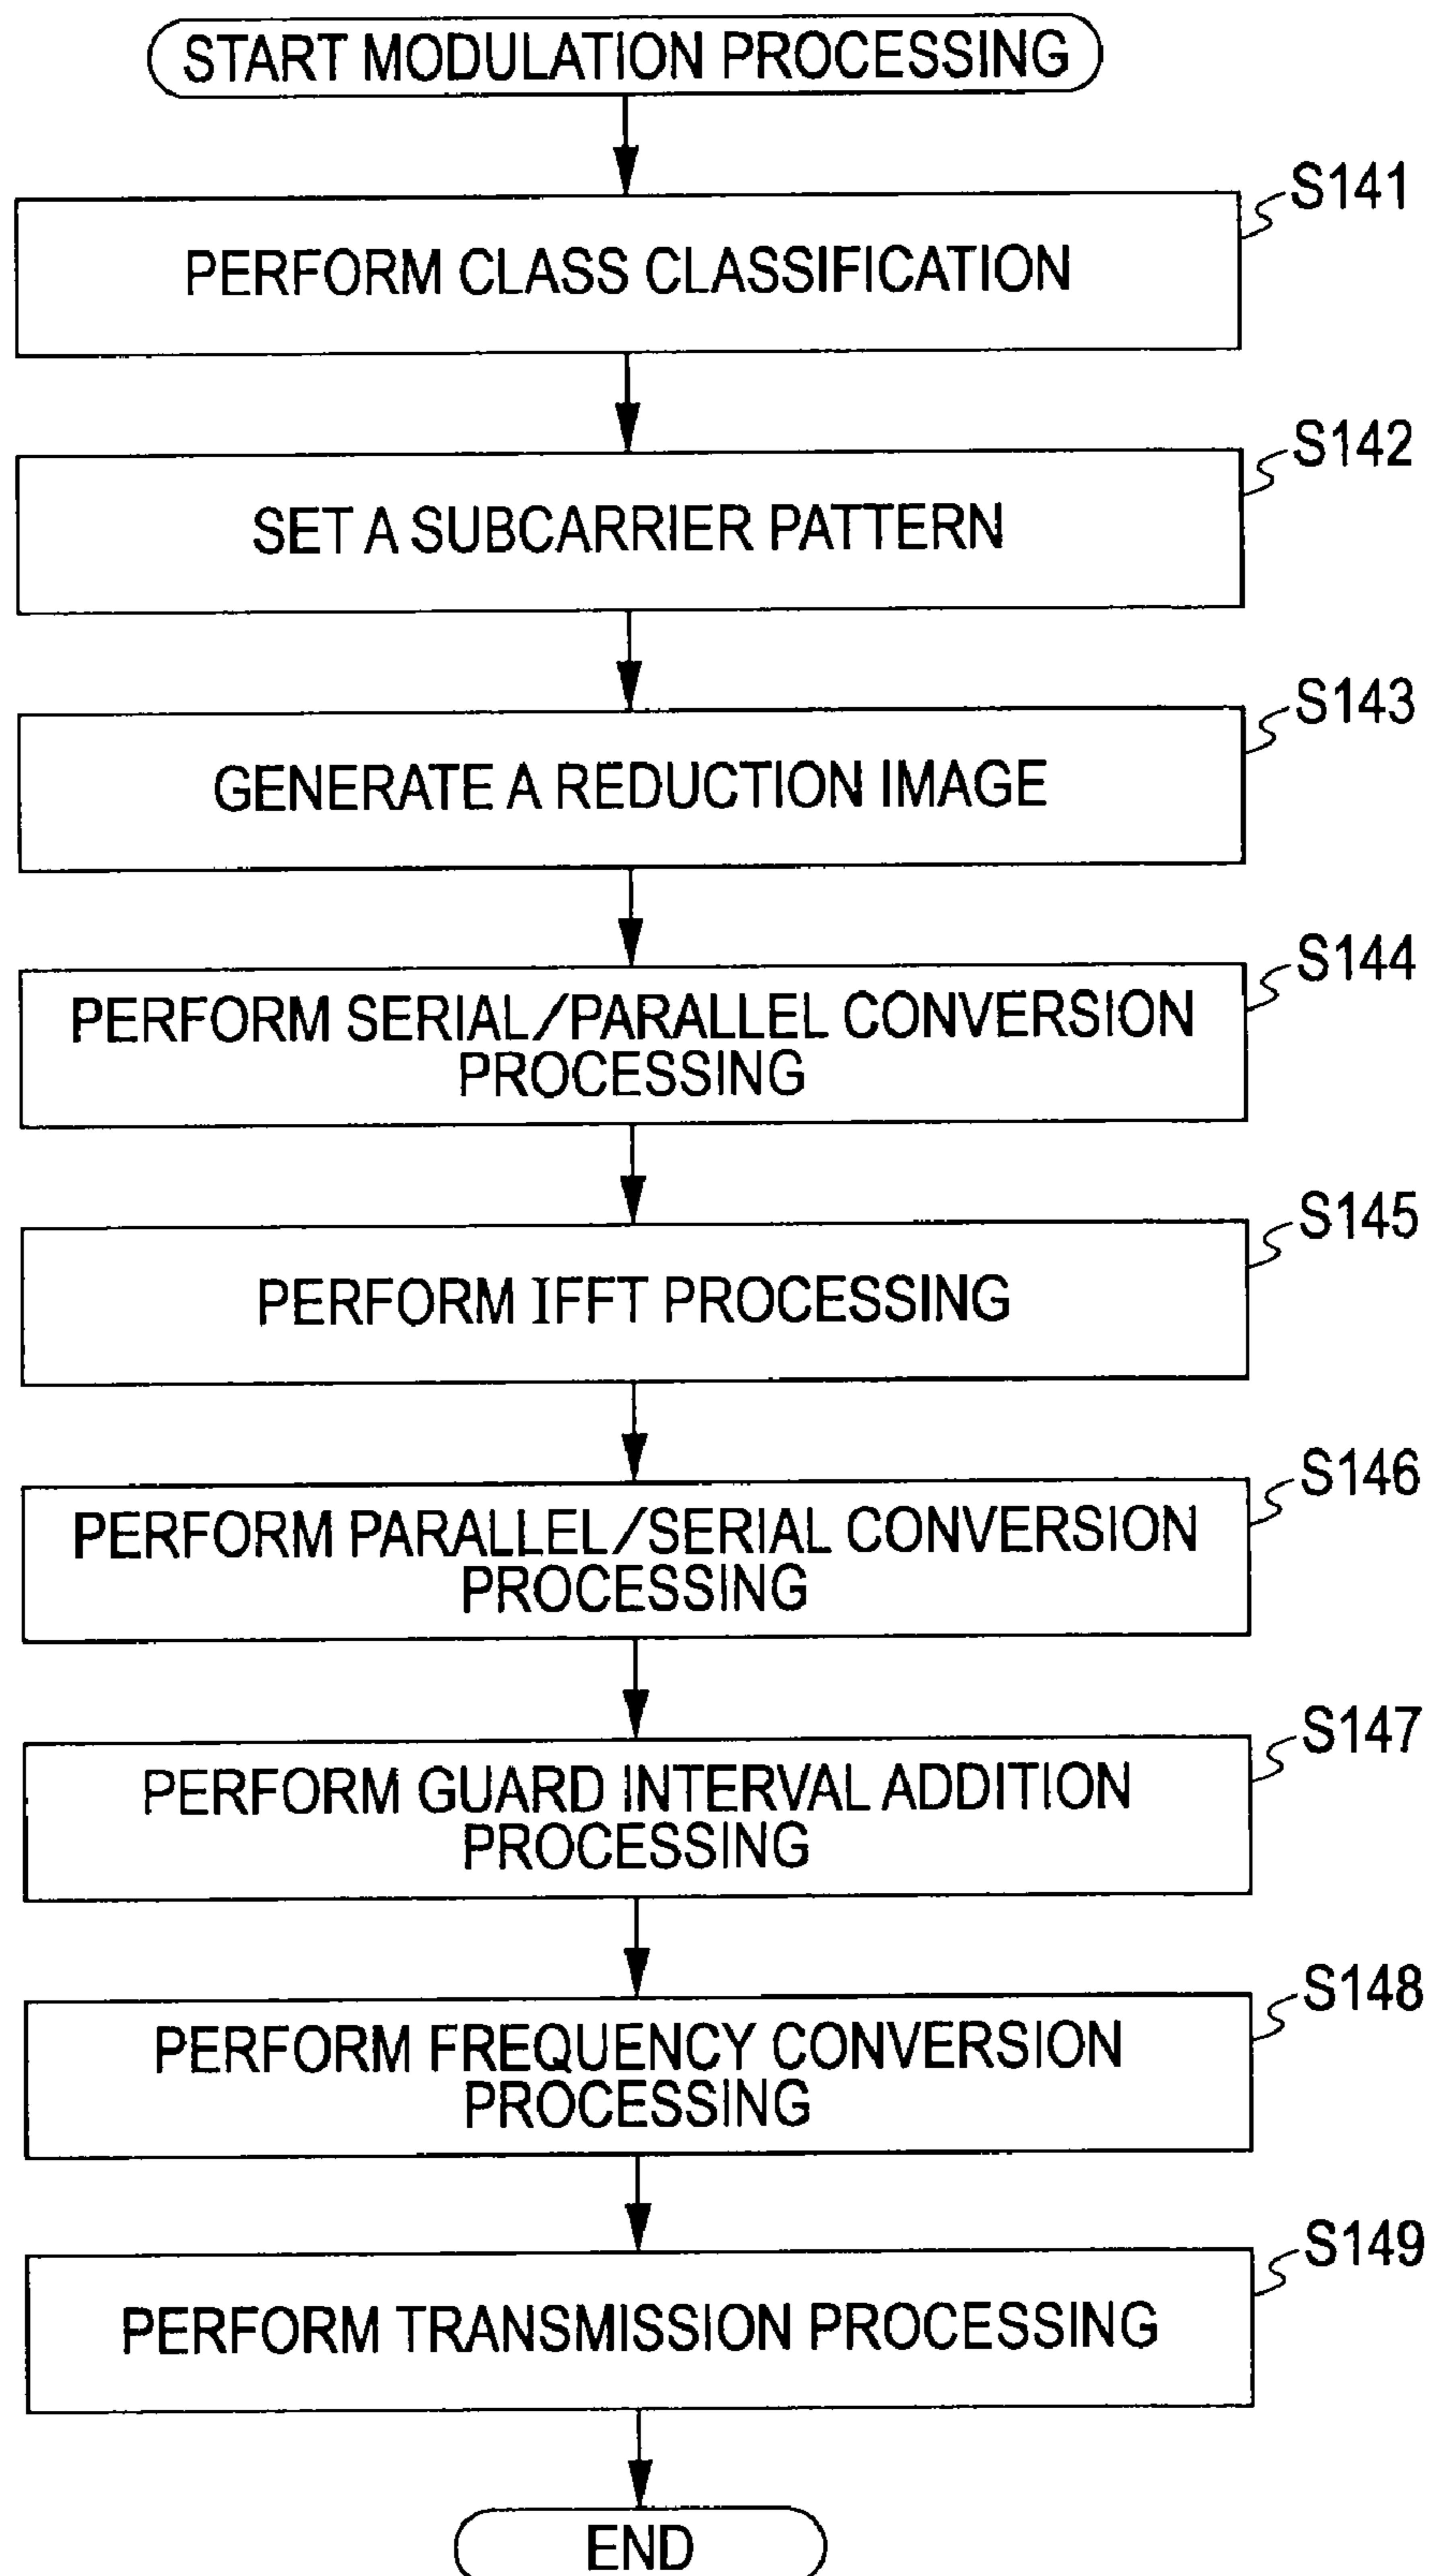 START MODULATION PROCESSING
S141
PERFORM CLASS CLASSIFICATION
S142
SET A SUBCARRIER PATTERN
S143
GENERATE A REDUCTION IMAGE
S144
PERFORM SERIAL/PARALLEL CONVERSION
PROCESSING
S145
PERFORM IFFT PROCESSING
S146
PERFORM PARALLEL/SERIAL CONVERSION
PROCESSING
S147
PERFORM GUARD INTERVAL ADDITION
PROCESSING
S148
PERFORM FREQUENCY CONVERSION
PROCESSING
S149
PERFORM TRANSMISSION PROCESSING
END